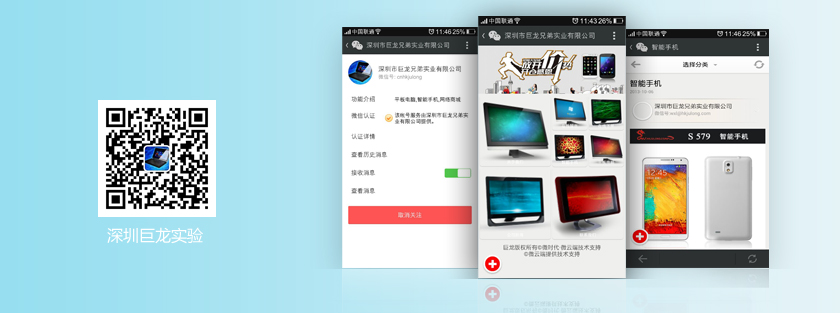 深圳巨龙实验
中国联通
11:46 25%
深圳市巨龙兄弟实业有限公司
深圳市巨龙兄弟实业有限公司
微信号: cnhkjulong
功能介绍
平板电脑,智能手机,网络商城
微信认证
该帐号服务由深圳市巨龙兄弟实
业有限公司提供。
认证详情
查看历史消息
接收消息
查看消息
取消关注
中国联通
11:43 26%
深圳市巨龙兄弟实业有限公司
巨龙版权所有©微时代·微云端技术支持
©微云端提供技术支持
中国联通
11:46 25%
智能手机
选择分类
智能手机
深圳市巨龙兄弟实业有限公司
S 579 智能手机
12:45